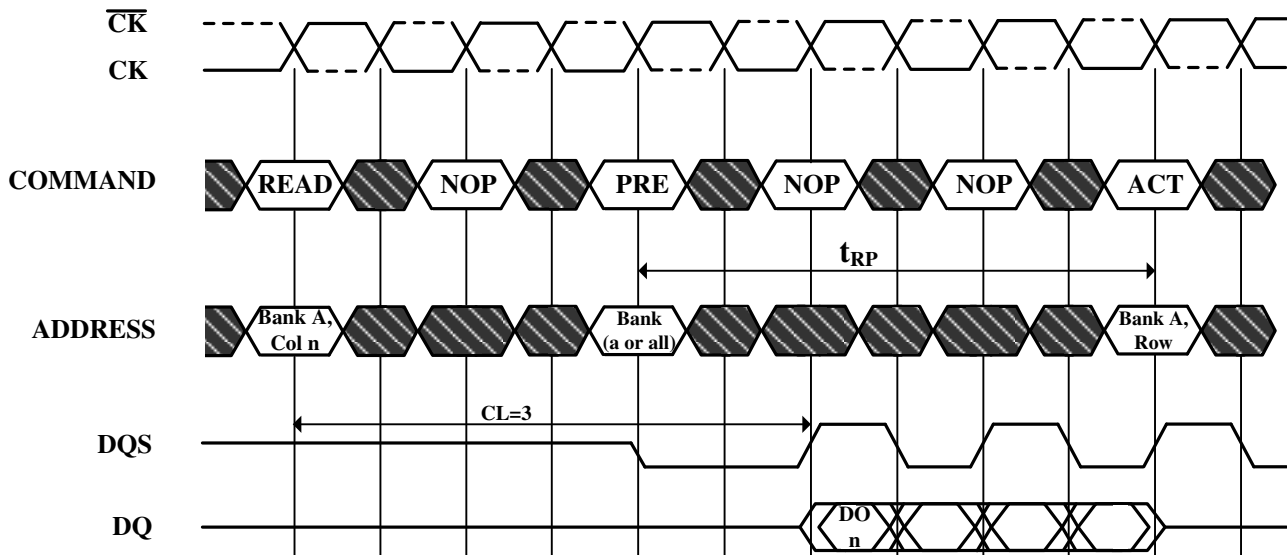 CK
CK
COMMAND
READ NOP PRE NOP NOP ACT
tRP
ADDRESS
Bank A, Bank Bank A,
Col n (a or all) Row
CL=3
DQS
DQ
DO
n